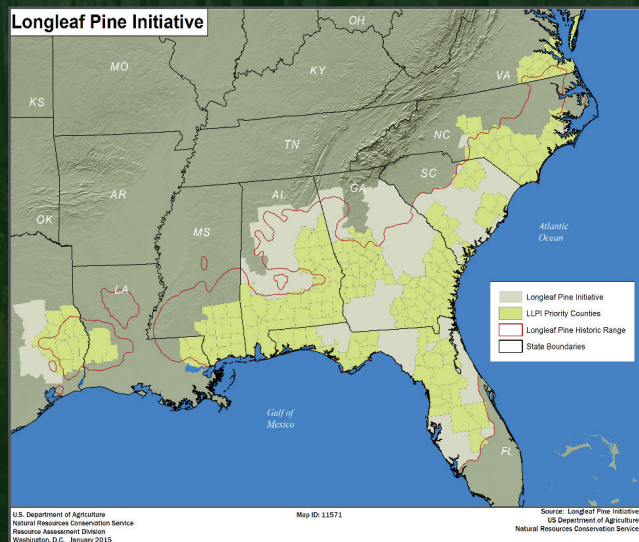 Longleaf Pine Initiative
OH
MO
KY
VA
KS
TN
NC
AR
SC
OK
AL
GA
MS
LA
Atlantic
Ocean
Longleaf Pine Initiative
LLPI Priority Counties
Longleaf Pine Historic Range
State Boundaries
Gulf of
Mexico
FL
U.S. Department of Agriculture
Natural Resources Conservation Service
Resource Assessment Division
Washington, D.C. January 2015
Map ID: 11571
Source: Longleaf Pine Initiative
US Department of Agriculture
Natural Resources Conservation Service